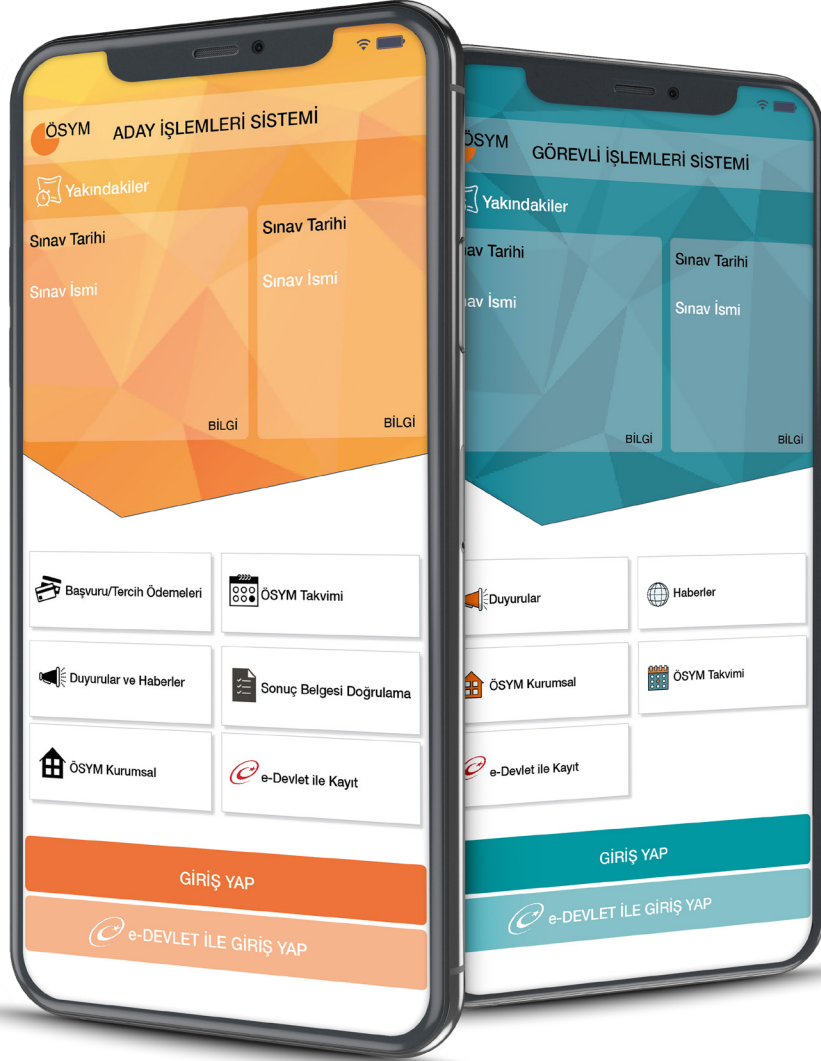 ÖSYM
ADAY İŞLEMLERİ SİSTEMİ
Yakındakiler
Sınav Tarihi
Sınav İsmi
BİLGİ
Sınav Tarihi
Sınav İsmi
BİLGİ
Başvuru/Tercih Ödemeleri
ÖSYM Takvimi
Duyurular ve Haberler
Sonuç Belgesi Doğrulama
ÖSYM Kurumsal
e-Devlet ile Kayıt
GİRİŞ YAP
e-DEVLET İLE GİRİŞ YAP
ÖSYM
GÖREVLİ İŞLEMLERİ SİSTEMİ
Yakındakiler
av Tarihi
av İsmi
BİLGİ
Sınav Tarihi
Sınav İsmi
BİLGİ
Duyurular
Haberler
ÖSYM Kurumsal
ÖSYM Takvimi
e-Devlet ile Kayıt
GİRİŞ YAP
e-DEVLET İLE GİRİŞ YAP